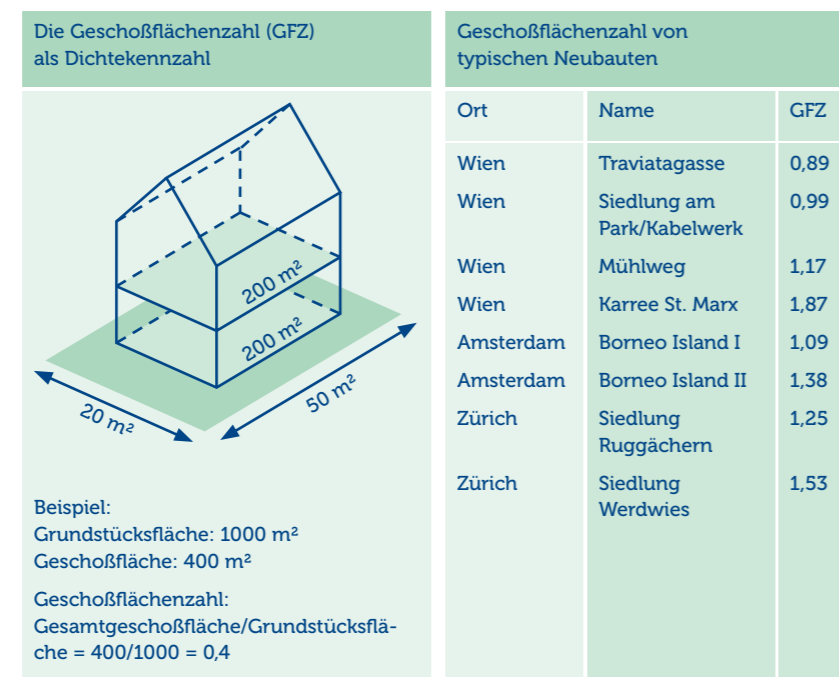 Die Geschoßflächenzahl (GFZ)
als Dichtekennzahl
200 m²
200 m²
20 m²
50 m²
Beispiel:
Grundstücksfläche: 1000 m²
Geschoßfläche: 400 m²
Geschoßflächenzahl:
Gesamtgeschoßfläche/Grundstücksflä-
che = 400/1000 = 0,4
Geschoßflächenzahl von
typischen Neubauten
Ort Name GFZ
Wien Traviatagasse 0,89
Wien Siedlung am 0,99
Park/Kabelwerk
Wien Mühlweg 1,17
Wien Karree St. Marx 1,87
Amsterdam Borneo Island I 1,09
Amsterdam Borneo Island II 1,38
Zürich Siedlung 1,25
Ruggächern
Zürich Siedlung 1,53
Werdwies